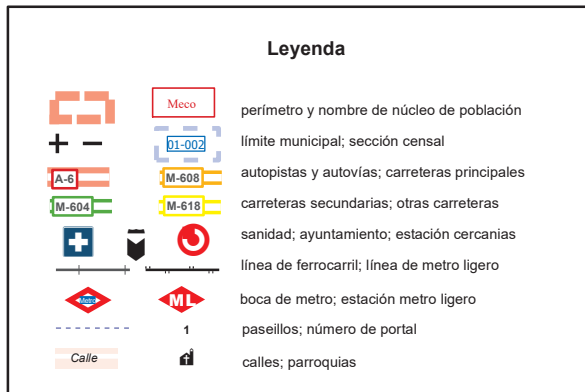 Leyenda
Meco
perímetro y nombre de núcleo de población
01-002
límite municipal; sección censal
A-6 M-608
autopistas y autovías; carreteras principales
M-604 M-618
carreteras secundarias; otras carreteras
sanidad; ayuntamiento; estación cercanias
línea de ferrocarril; línea de metro ligero
Metro ML
boca de metro; estación metro ligero
1
paseillos; número de portal
Calle
calles; parroquias